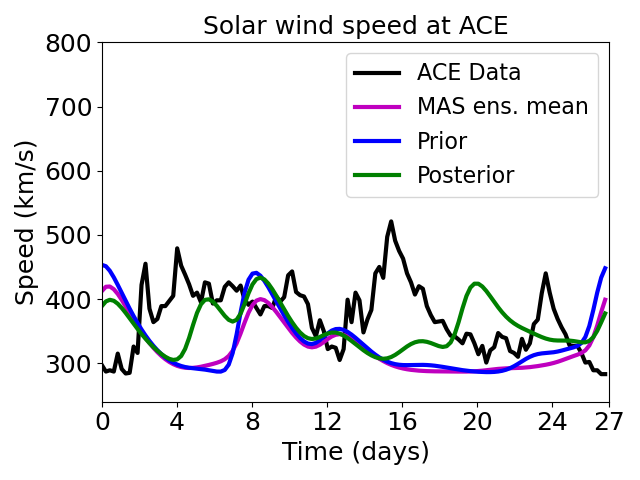 Solar wind speed at ACE
800
700
600
500
400
300
Speed (km/s)
ACE Data
MAS ens. mean
Prior
Posterior
0 4 8 12 16 20 24 27
Time (days)